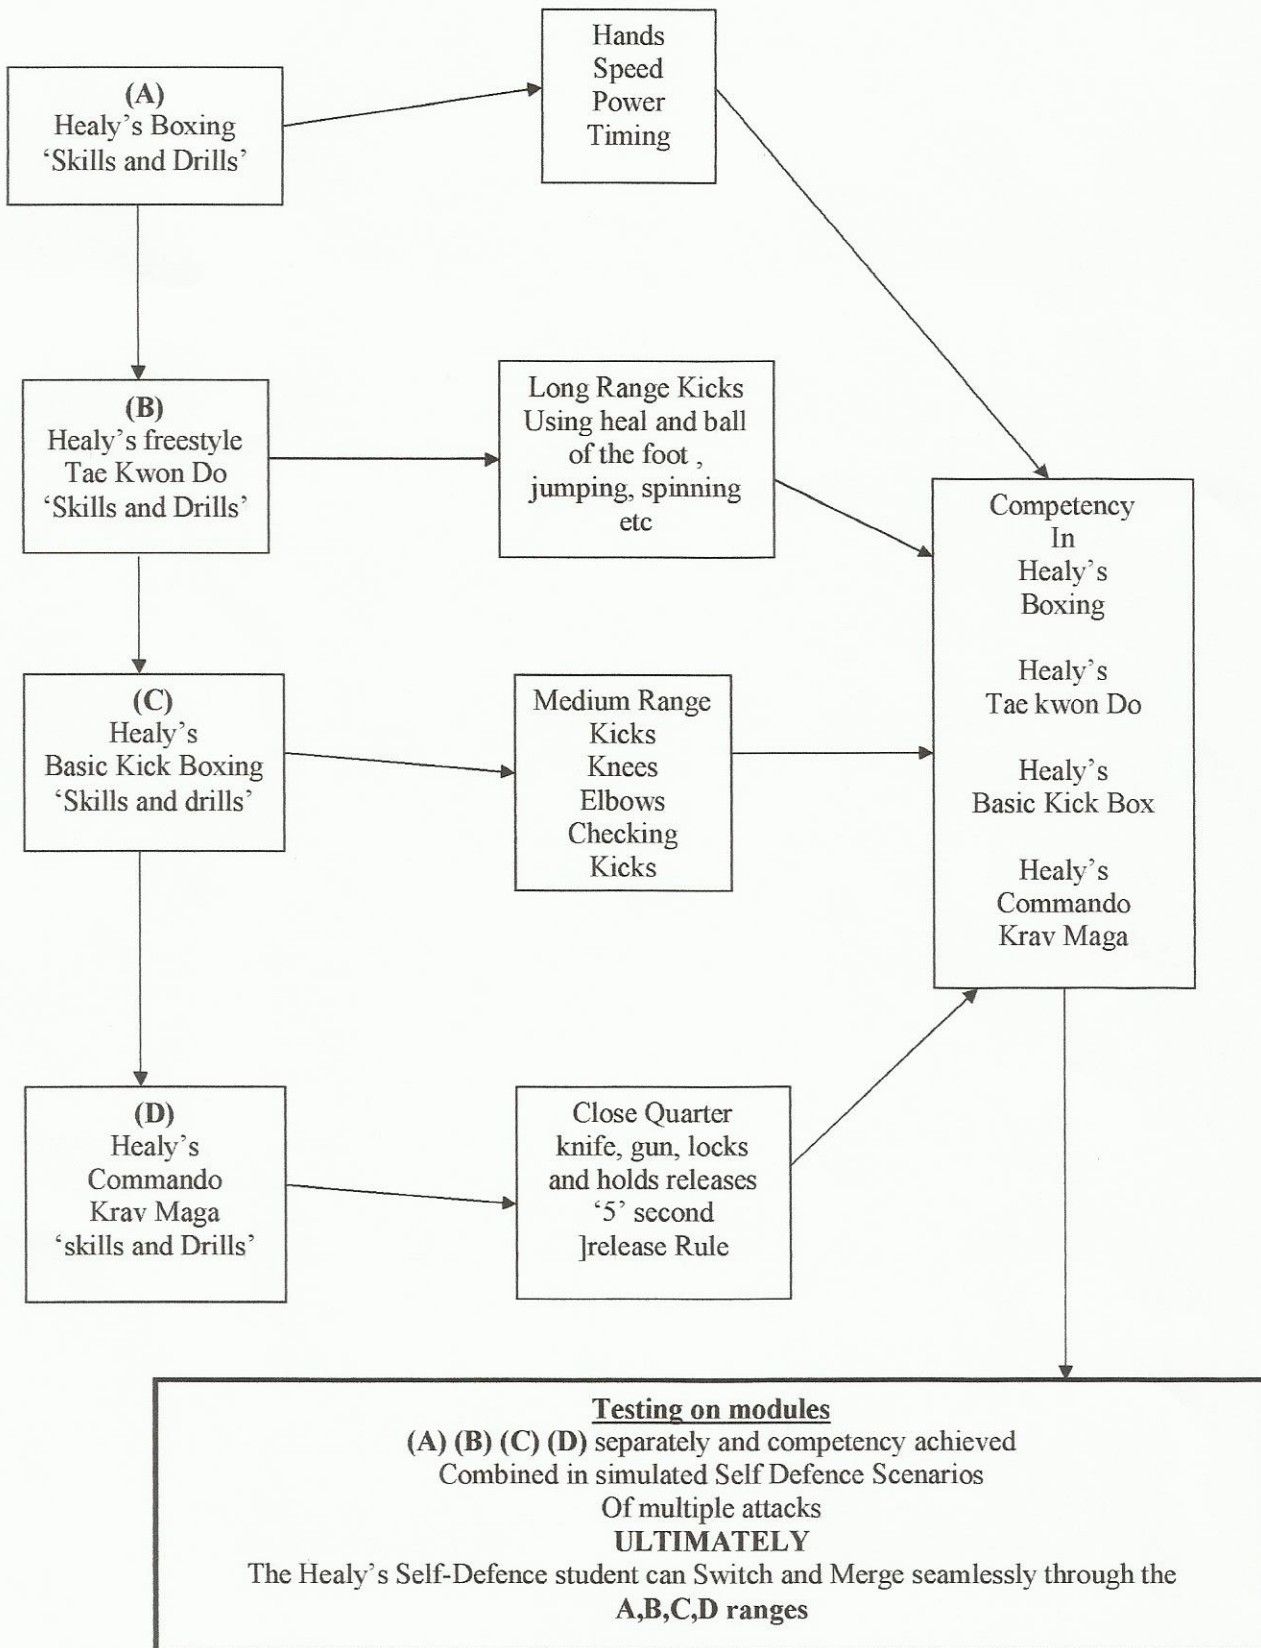 (A)
Healy's Boxing
‘Skills and Drills’
Hands
Speed
Power
Timing
(B)
Healy's freestyle
Tae Kwon Do
‘Skills and Drills’
Long Range Kicks
Using heal and ball
of the foot ,
jumping, spinning
etc
(C)
Healy's
Basic Kick Boxing
‘Skills and drills’
Medium Range
Kicks
Knees
Elbows
Checking
Kicks
(D)
Healy's
Commando
Krav Maga
‘skills and Drills’
Close Quarter
knife, gun, locks
and holds releases
‘5’ second
]release Rule
Competency
In
Healy's
Boxing
Healy's
Tae kwon Do
Healy's
Basic Kick Box
Healy's
Commando
Krav Maga
Testing on modules
(A) (B) (C) (D) separately and competency achieved
Combined in simulated Self Defence Scenarios
Of multiple attacks
ULTIMATELY
The Healy's Self-Defence student can Switch and Merge seamlessly through the
A,B,C,D ranges